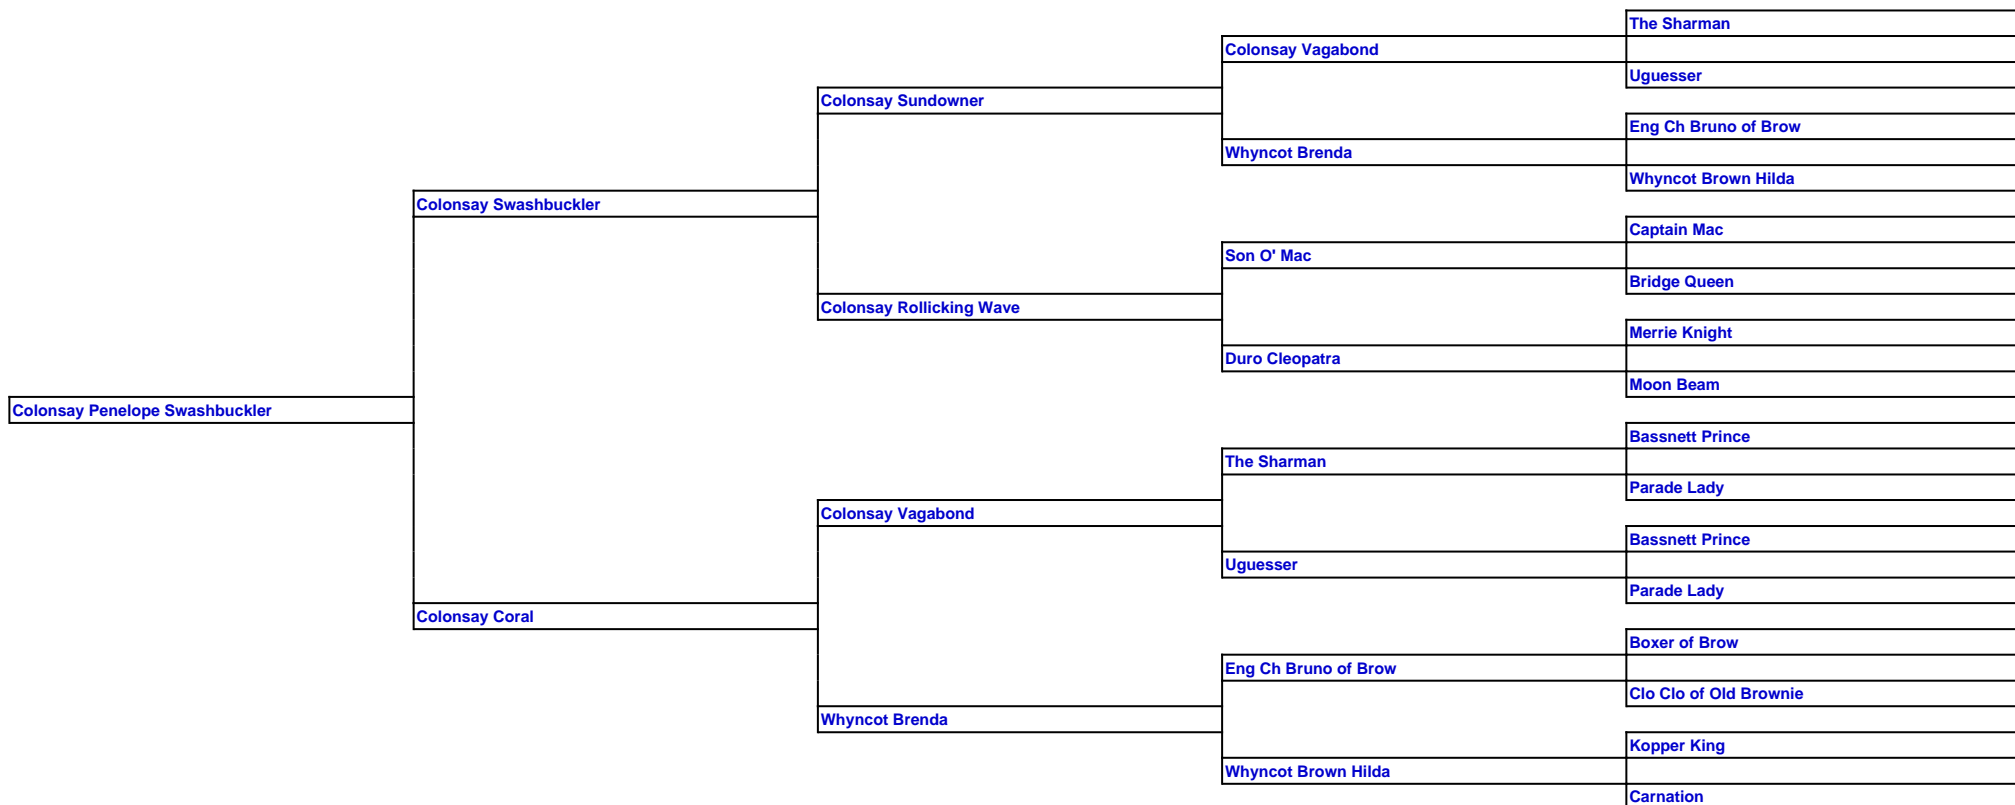 The Sharman
Colonsay Vagabond
Uguesser
Colonsay Sundowner
Eng Ch Bruno of Brow
Whyncot Brenda
Whyncot Brown Hilda
Colonsay Swashbuckler
Captain Mac
Son O' Mac
Bridge Queen
Colonsay Rollicking Wave
Merrie Knight
Duro Cleopatra
Moon Beam
Colonsay Penelope Swashbuckler
Bassnett Prince
The Sharman
Parade Lady
Colonsay Vagabond
Bassnett Prince
Uguesser
Parade Lady
Colonsay Coral
Boxer of Brow
Eng Ch Bruno of Brow
Clo Clo of Old Brownie
Whyncot Brenda
Kopper King
Whyncot Brown Hilda
Carnation